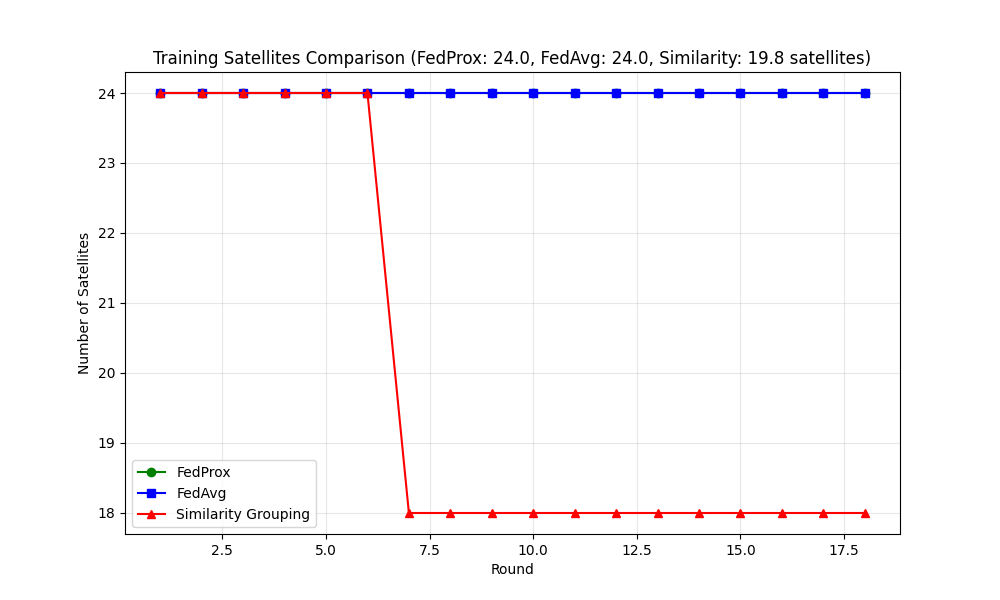 Training Satellites Comparison (FedProx: 24.0, FedAvg: 24.0, Similarity: 19.8 satellites)
Number of Satellites
24
23
22
21
20
19
18
FedProx
FedAvg
Similarity Grouping
2.5 5.0 7.5 10.0 12.5 15.0 17.5
Round